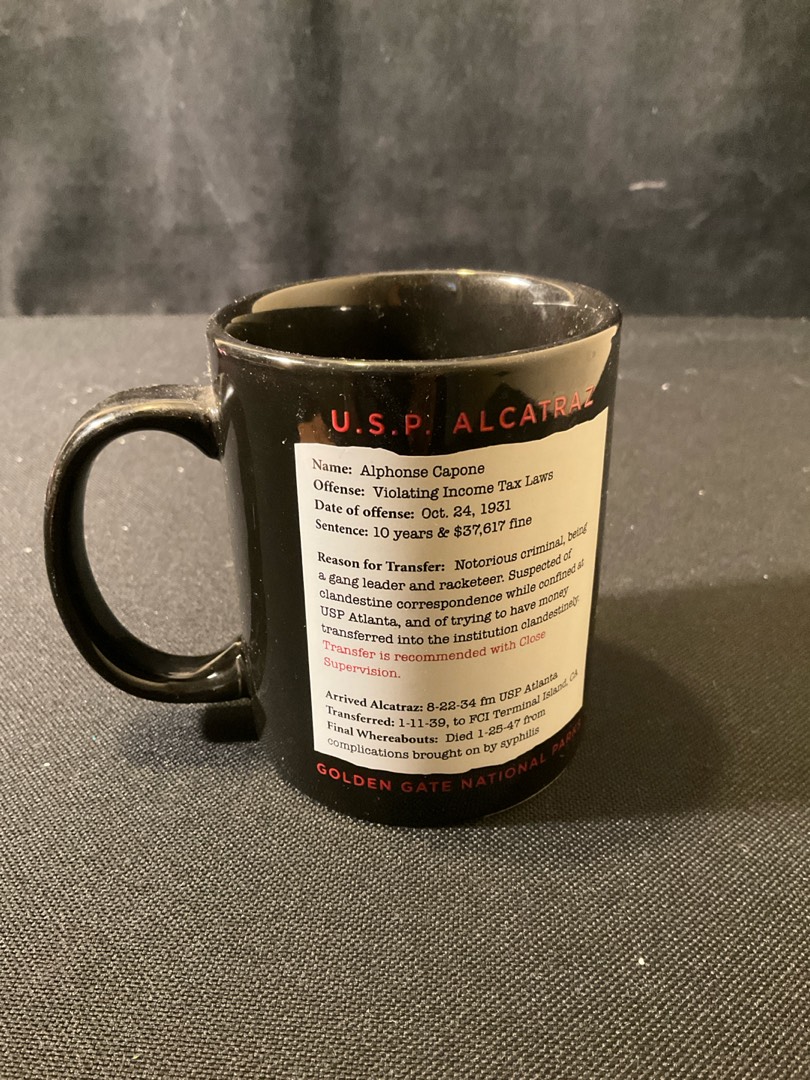 U.S.P. ALCATRAZ
Name: Alphonse Capone
Offense: Violating Income Tax Laws
Date of offense: Oct. 24, 1931
Sentence: 10 years & $37,617 fine
Reason for Transfer: Notorious criminal, being
a gang leader and racketeer. Suspected of
clandestine correspondence while confined at
USP Atlanta, and of trying to have money
transferred into the institution clandestinely.
Transfer is recommended with Close
Supervision.
Arrived Alcatraz: 8-22-34 fm USP Atlanta
Transferred: 1-11-39, to FCI Terminal Island, CA
Final Whereabouts: Died 1-25-47 from
complications brought on by syphilis
GOLDEN GATE NATIONAL PARKS